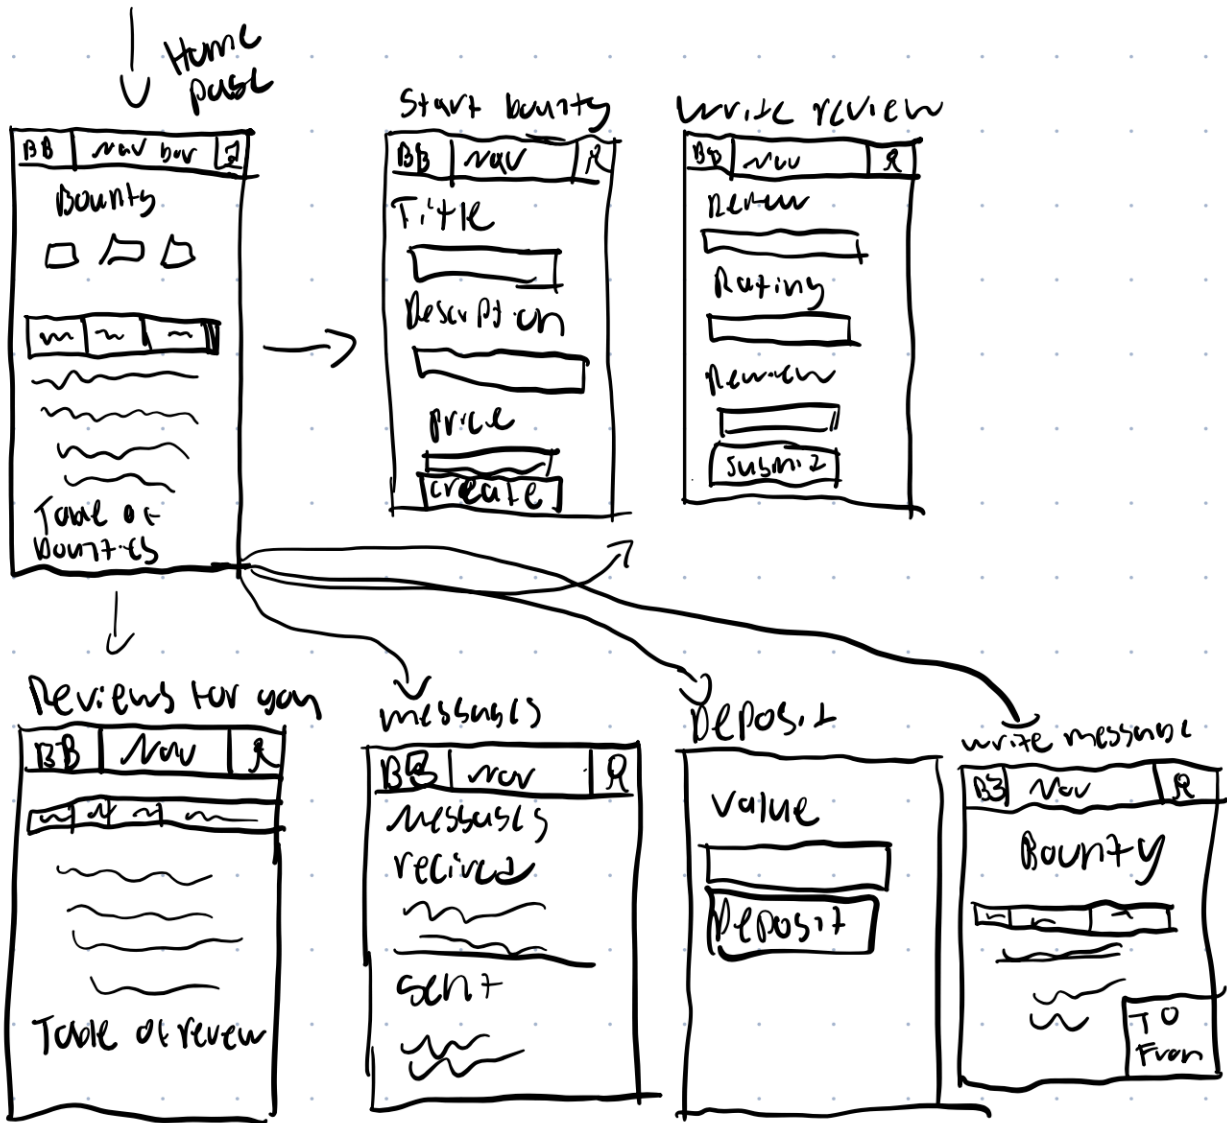 Home
page
BB Nav bar
Bounty
Table of
bounties
Start bounty
BB Nav
Title
Description
Price
create
Write review
BB Nav
Review
Rating
Review
submit
Reviews for you
BB Nav
Table of review
messages
BB Nav
Messages
recived
sent
Deposit
value
Deposit
write message
BB Nav
Bounty
TO
From